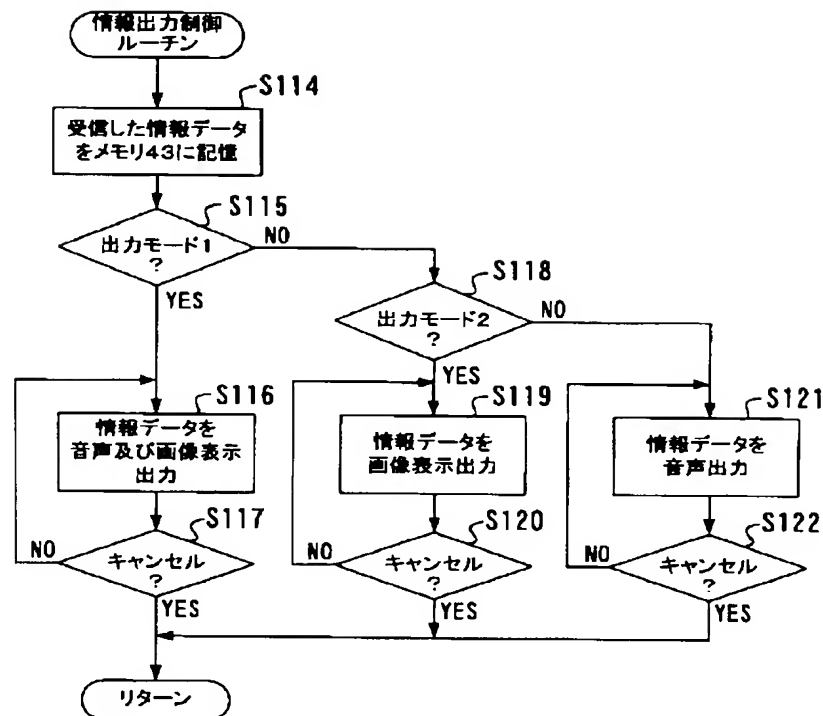 情報出力制御
ルーチン
S114
受信した情報データ
をメモリ43に記憶
S115
出力モード1
?
NO
YES
S118
出力モード2
?
NO
YES
S116
情報データを
音声及び画像表示
出力
S119
情報データを
画像表示出力
S121
情報データを
音声出力
S117
キャンセル
?
NO
YES
S120
キャンセル
?
NO
YES
S122
キャンセル
?
NO
YES
リターン